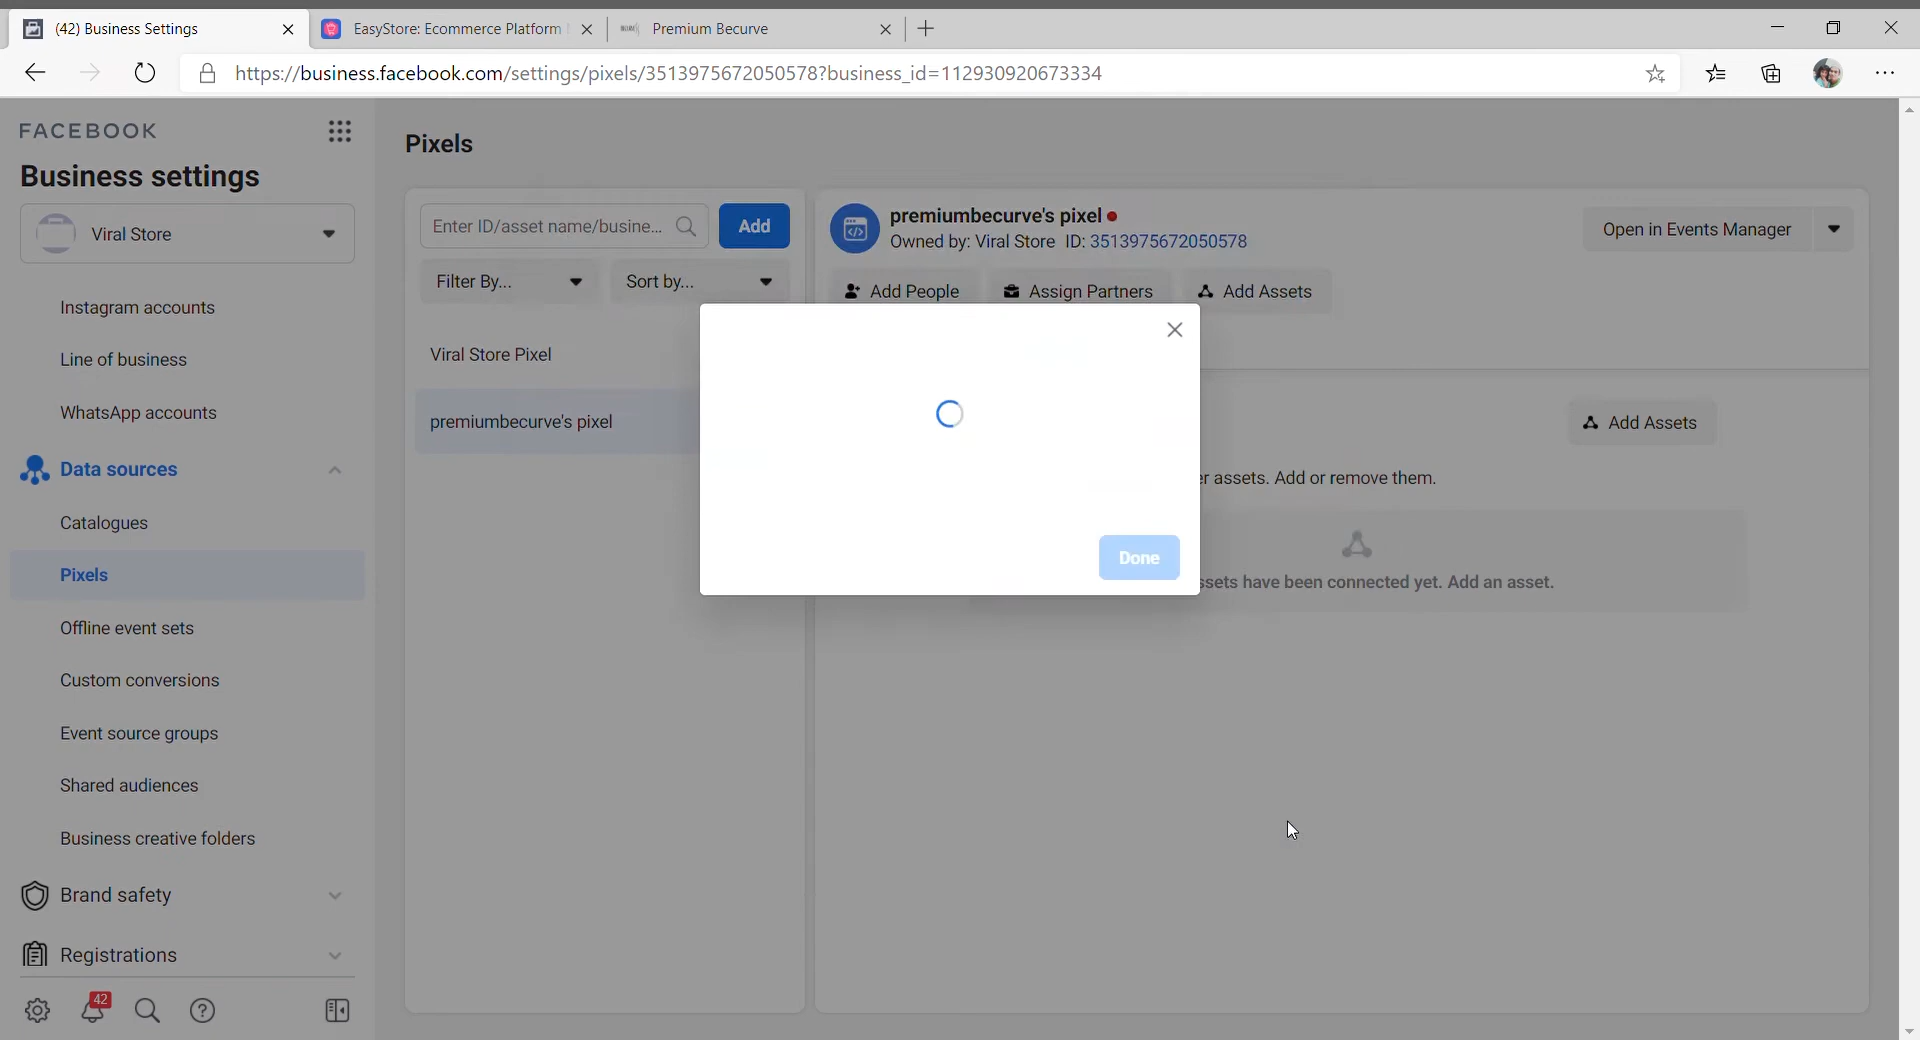 (42) Business Settings
EasyStore: Ecommerce Platform
Premium Becurve
https://business.facebook.com/settings/pixels/3513975672050578?business_id=112930920673334
FACEBOOK
Business settings
Viral Store
Instagram accounts
Line of business
WhatsApp accounts
Data sources
Catalogues
Pixels
Offline event sets
Custom conversions
Event source groups
Shared audiences
Business creative folders
Brand safety
Registrations
42
Pixels
Enter ID/asset name/busine...
Add
Filter By...
Sort by...
Viral Store Pixel
premiumbecurve's pixel
premiumbecurve's pixel
Owned by: Viral Store ID: 3513975672050578
Open in Events Manager
Add People
Assign Partners
Add Assets
Add Assets
er assets. Add or remove them.
ssets have been connected yet. Add an asset.
Done